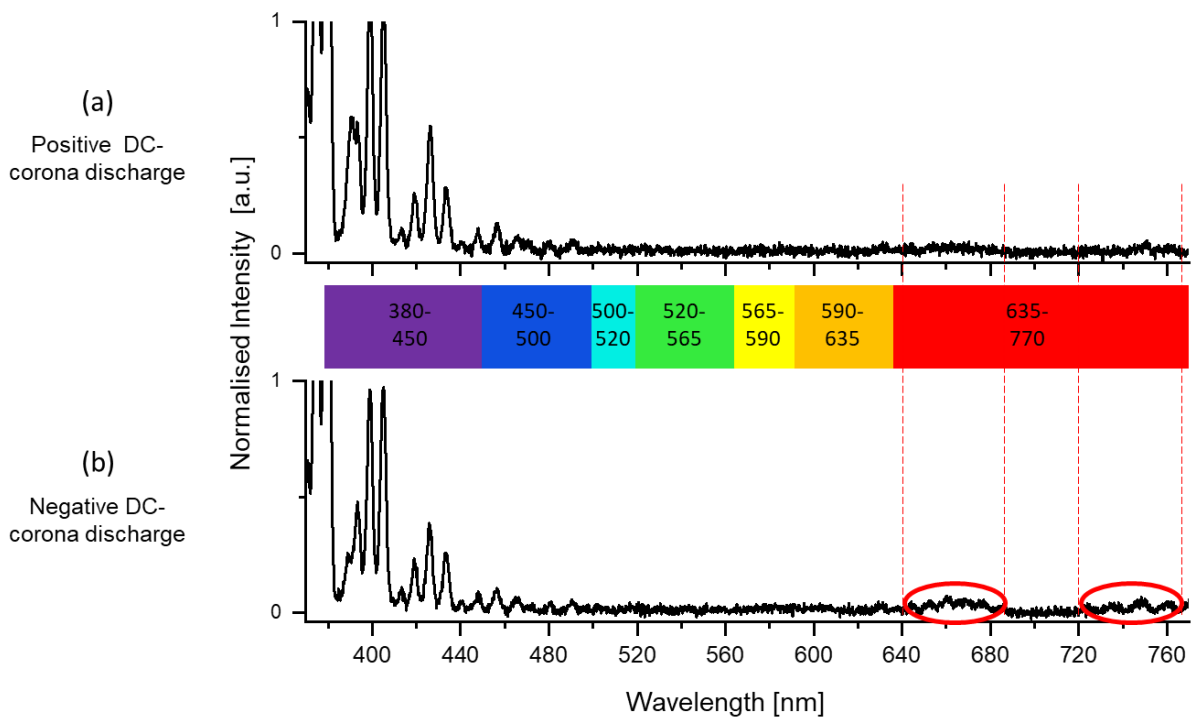 1
(a)
Positive DC-
corona discharge
0
Normalised Intensity [a.u.]
380-
450
450-
500
500-
520
520-
565
565-
590
590-
635
635-
770
1
(b)
Negative DC-
corona discharge
0
400 440 480 520 560 600 640 680 720 760
Wavelength [nm]